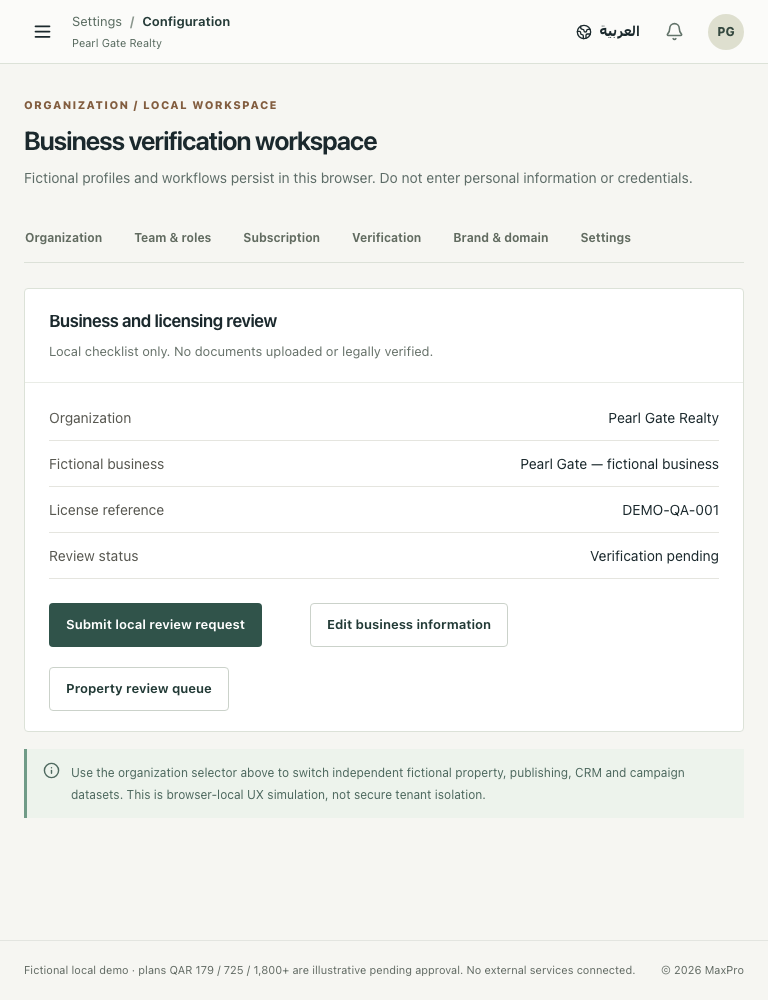 Settings / Configuration
Pearl Gate Realty
العربية
PG
ORGANIZATION / LOCAL WORKSPACE
Business verification workspace
Fictional profiles and workflows persist in this browser. Do not enter personal information or credentials.
Organization
Team & roles
Subscription
Verification
Brand & domain
Settings
Business and licensing review
Local checklist only. No documents uploaded or legally verified.
Organization Pearl Gate Realty
Fictional business Pearl Gate — fictional business
License reference DEMO-QA-001
Review status Verification pending
Submit local review request
Edit business information
Property review queue
Use the organization selector above to switch independent fictional property, publishing, CRM and campaign
datasets. This is browser-local UX simulation, not secure tenant isolation.
Fictional local demo · plans QAR 179 / 725 / 1,800+ are illustrative pending approval. No external services connected.
© 2026 MaxPro